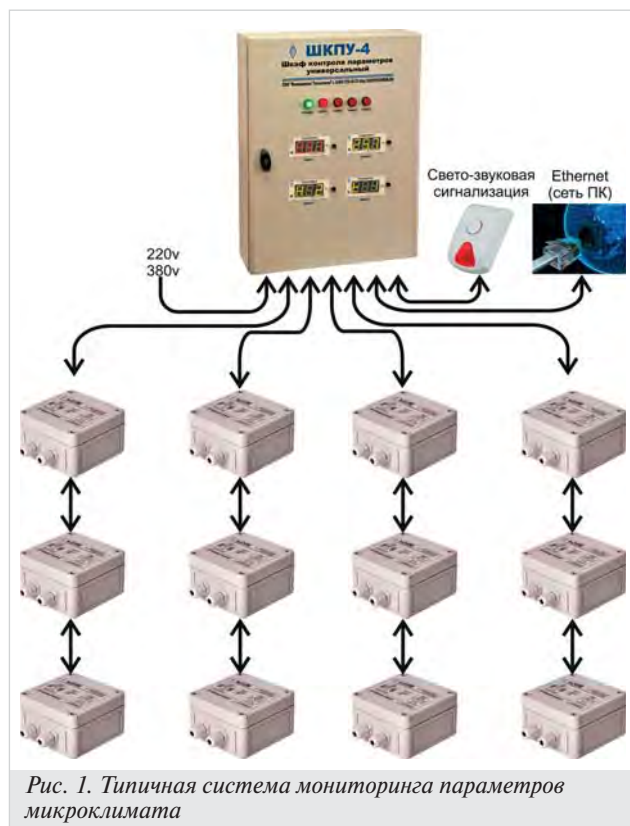 ШКПУ-4
Шкаф контроля параметров
универсальный
Свето-звуковая
сигнализация
Ethernet
(сеть ПК)
220v
380v
Рис. 1. Типичная система мониторинга параметров
микроклимата